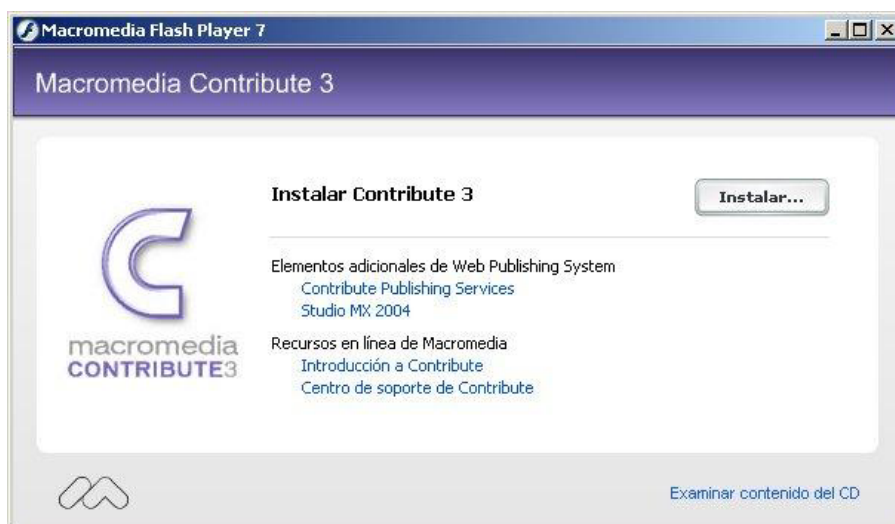 Macromedia Flash Player 7
Macromedia Contribute 3
Instalar Contribute 3
Instalar...
Elementos adicionales de Web Publishing System
Contribute Publishing Services
Studio MX 2004
Recursos en línea de Macromedia
Introducción a Contribute
Centro de soporte de Contribute
macromedia
CONTRIBUTE3
Examinar contenido del CD